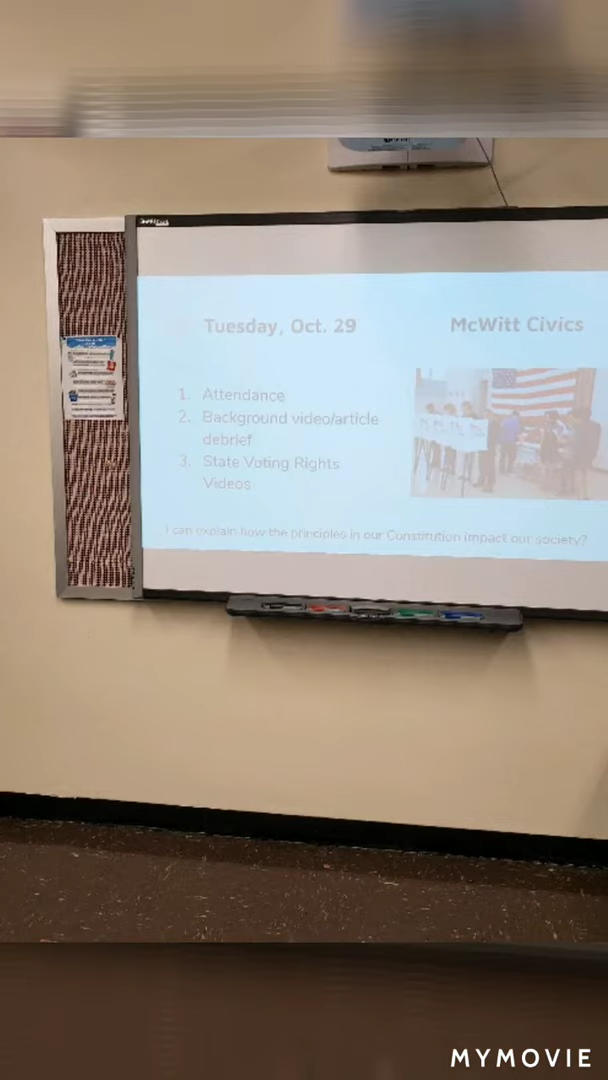 Tuesday, Oct. 29
McWitt Civics
1. Attendance
2. Background video/article
debrief
3. State Voting Rights
Videos
I can explain how the principles in our Constitution impact our society?
MYMOVIE